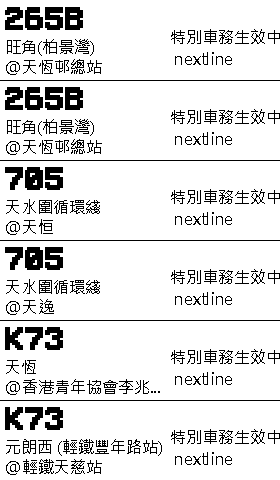 265B
旺角(柏景灣)
@天恆邨總站
特別車務生效中
nextline
265B
旺角(柏景灣)
@天恆邨總站
特別車務生效中
nextline
705
天水圍循環綫
@天恒
特別車務生效中
nextline
705
天水圍循環綫
@天逸
特別車務生效中
nextline
K73
天恆
@香港青年協會李兆...
特別車務生效中
nextline
K73
元朗西 (輕鐵豐年路站)
@輕鐵天慈站
特別車務生效中
nextline